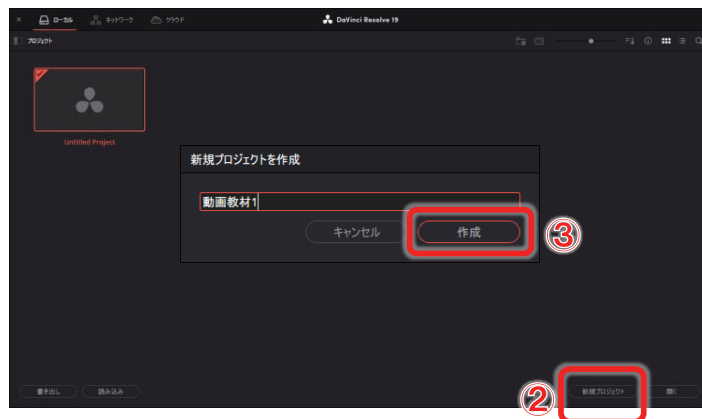 × ローカル ネットワーク クラウド DaVinci Resolve 19
プロジェクト
Untitled Project
新規プロジェクトを作成
動画教材1
キャンセル 作成
③
書き出し 読み込み 新規プロジェクト 開く
②